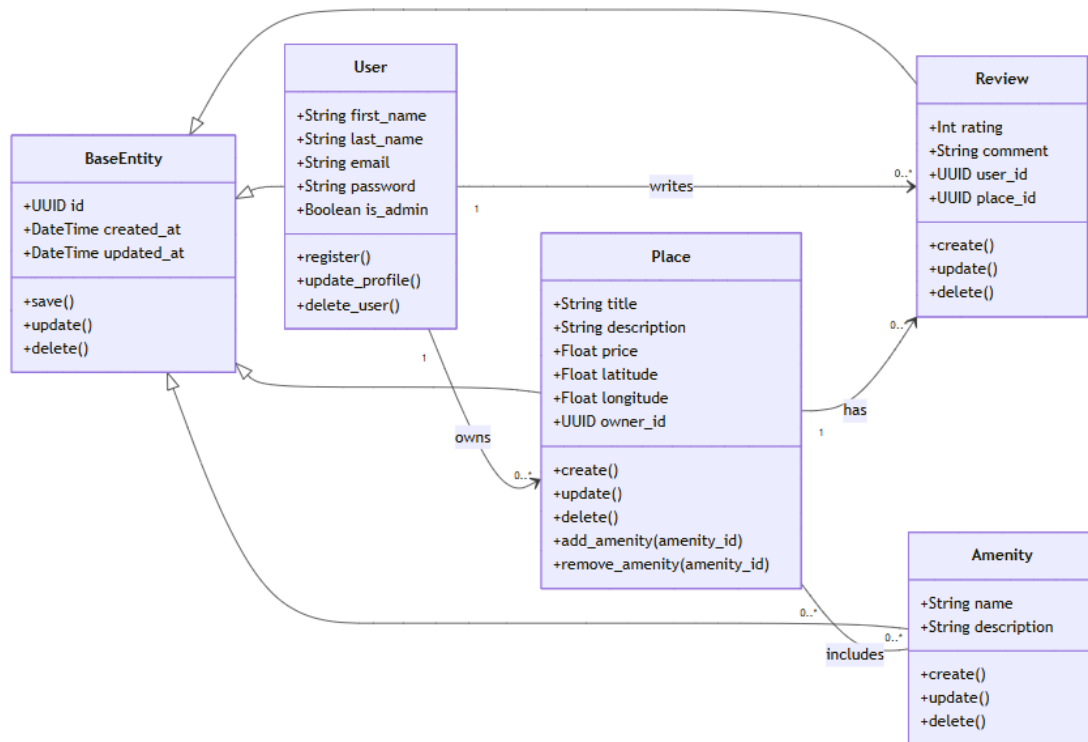 BaseEntity
+UUID id
+DateTime created_at
+DateTime updated_at
+save()
+update()
+delete()
User
+String first_name
+String last_name
+String email
+String password
+Boolean is_admin
+register()
+update_profile()
+delete_user()
1
writes
0..*
Review
+Int rating
+String comment
+UUID user_id
+UUID place_id
+create()
+update()
+delete()
1
owns
0..*
Place
+String title
+String description
+Float price
+Float latitude
+Float longitude
+UUID owner_id
+create()
+update()
+delete()
+add_amenity(amenity_id)
+remove_amenity(amenity_id)
1
has
0..*
0..*
includes
0..*
Amenity
+String name
+String description
+create()
+update()
+delete()